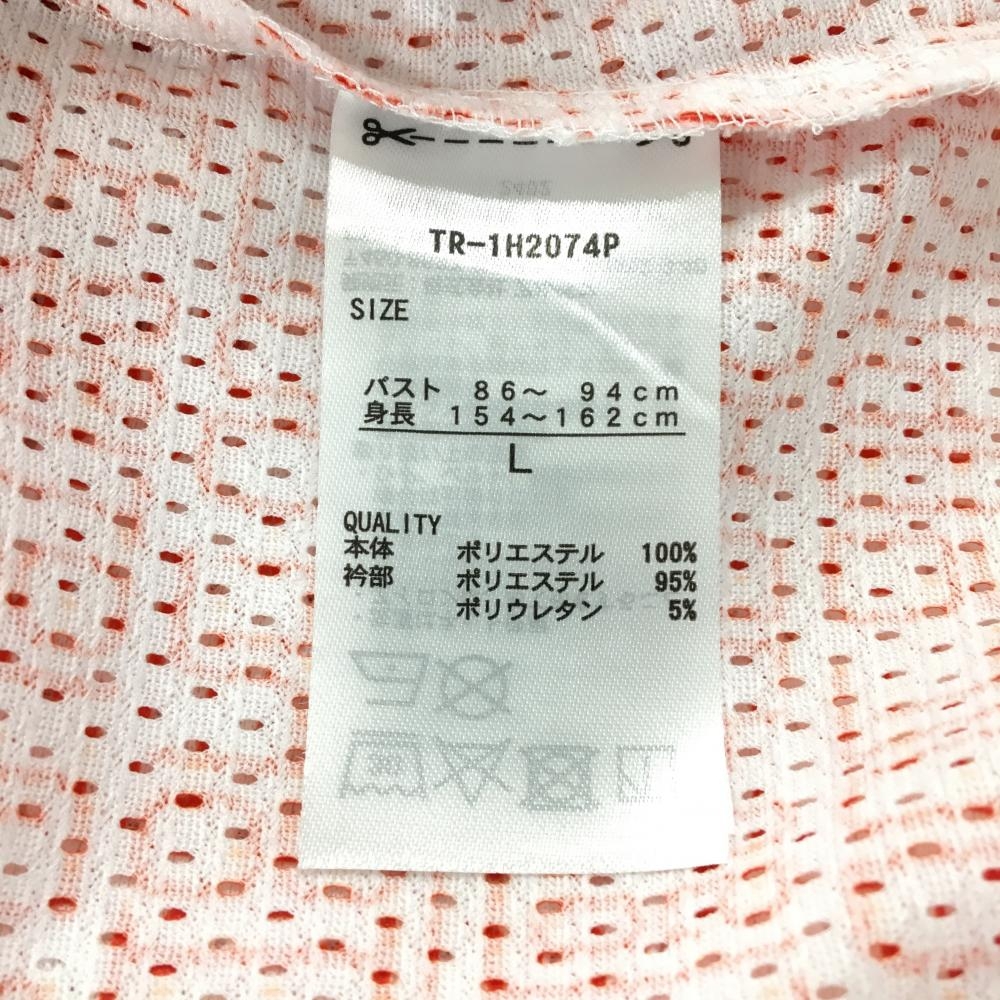 TR-1H2074P
SIZE
バスト 86～ 94cm
身長 154～162cm
L
QUALITY
本体 ポリエステル 100%
衿部 ポリエステル 95%
ポリウレタン 5%